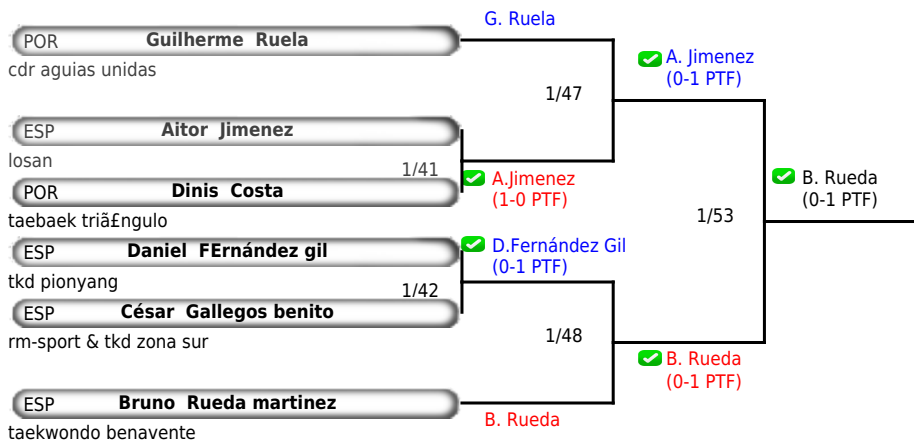 G. Ruela
POR Guilherme Ruela
cdr aguias unidas
A. Jimenez
(0-1 PTF)
1/47
ESP Aitor Jimenez
losan
1/41
A.Jimenez
(1-0 PTF)
POR Dinis Costa
taebaek triã£ngulo
B. Rueda
(0-1 PTF)
1/53
ESP Daniel FErnández gil
tkd pionyang
D.Fernández Gil
(0-1 PTF)
1/42
ESP César Gallegos benito
rm-sport & tkd zona sur
1/48
B. Rueda
(0-1 PTF)
ESP Bruno Rueda martinez
taekwondo benavente
B. Rueda